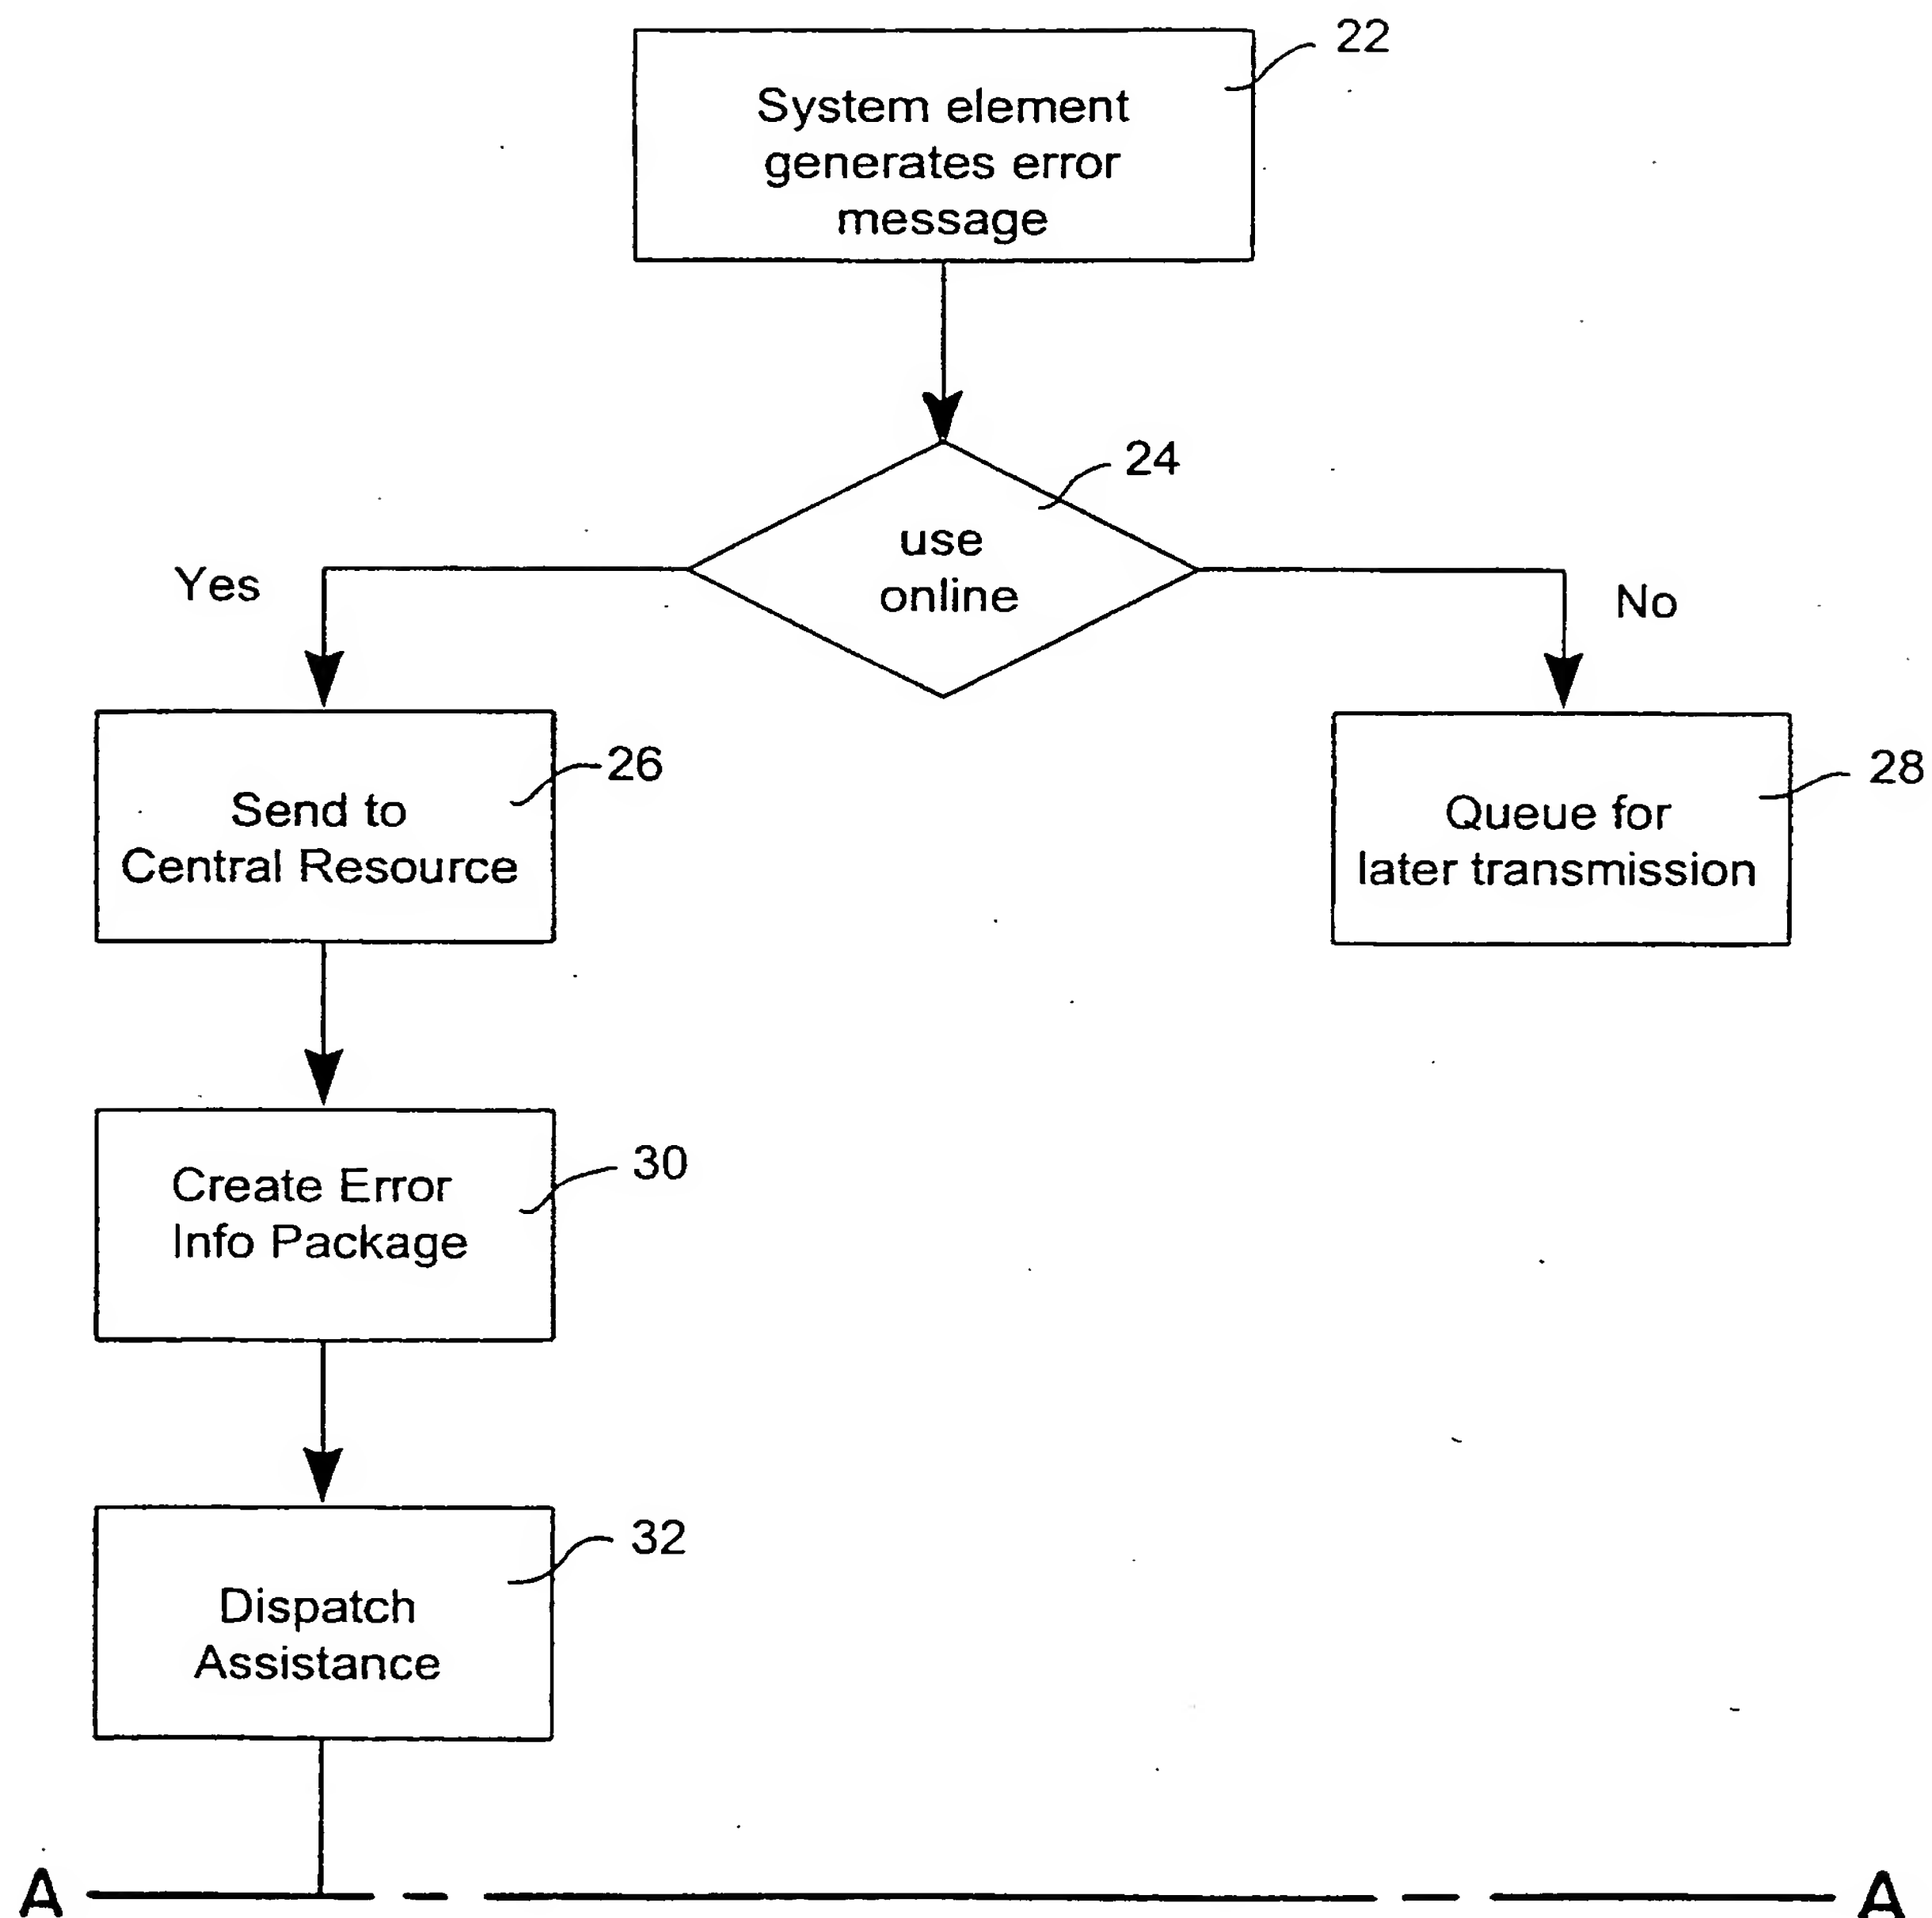 22
System element
generates error
message
24
use
online
Yes
No
26
Send to
Central Resource
28
Queue for
later transmission
30
Create Error
Info Package
32
Dispatch
Assistance
A A